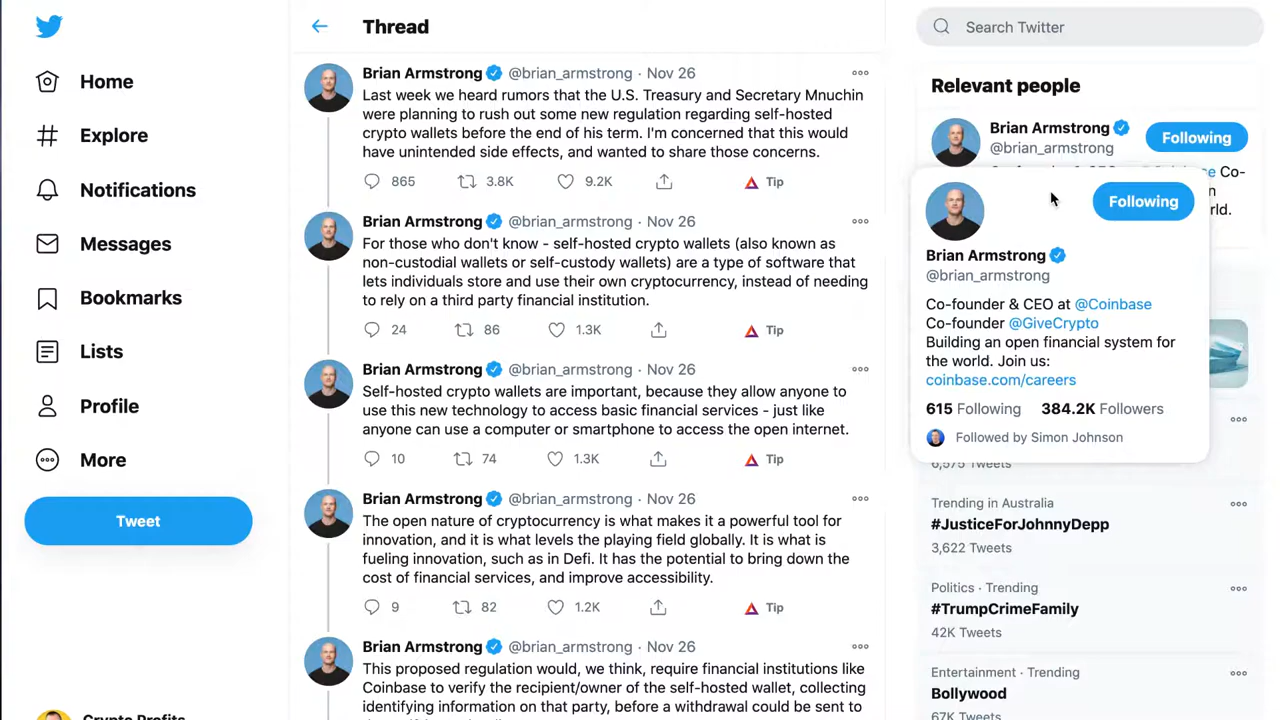 Home
Explore
Notifications
Messages
Bookmarks
Lists
Profile
More
Tweet
Crypto Profits
Thread
Brian Armstrong @brian_armstrong · Nov 26
Last week we heard rumors that the U.S. Treasury and Secretary Mnuchin
were planning to rush out some new regulation regarding self-hosted
crypto wallets before the end of his term. I'm concerned that this would
have unintended side effects, and wanted to share those concerns.
865 3.8K 9.2K Tip
Brian Armstrong @brian_armstrong · Nov 26
For those who don't know - self-hosted crypto wallets (also known as
non-custodial wallets or self-custody wallets) are a type of software that
lets individuals store and use their own cryptocurrency, instead of needing
to rely on a third party financial institution.
24 86 1.3K Tip
Brian Armstrong @brian_armstrong · Nov 26
Self-hosted crypto wallets are important, because they allow anyone to
use this new technology to access basic financial services - just like
anyone can use a computer or smartphone to access the open internet.
10 74 1.3K Tip
Brian Armstrong @brian_armstrong · Nov 26
The open nature of cryptocurrency is what makes it a powerful tool for
innovation, and it is what levels the playing field globally. It is what is
fueling innovation, such as in Defi. It has the potential to bring down the
cost of financial services, and improve accessibility.
9 82 1.2K Tip
Brian Armstrong @brian_armstrong · Nov 26
This proposed regulation would, we think, require financial institutions like
Coinbase to verify the recipient/owner of the self-hosted wallet, collecting
identifying information on that party, before a withdrawal could be sent to
Search Twitter
Relevant people
Brian Armstrong
@brian_armstrong
Following
Co-
Following
Brian Armstrong
@brian_armstrong
Co-founder & CEO at @Coinbase
Co-founder @GiveCrypto
Building an open financial system for
the world. Join us:
coinbase.com/careers
615 Following 384.2K Followers
Followed by Simon Johnson
6,575 Tweets
Trending in Australia
#JusticeForJohnnyDepp
3,622 Tweets
Politics · Trending
#TrumpCrimeFamily
42K Tweets
Entertainment · Trending
Bollywood
67K Tweets